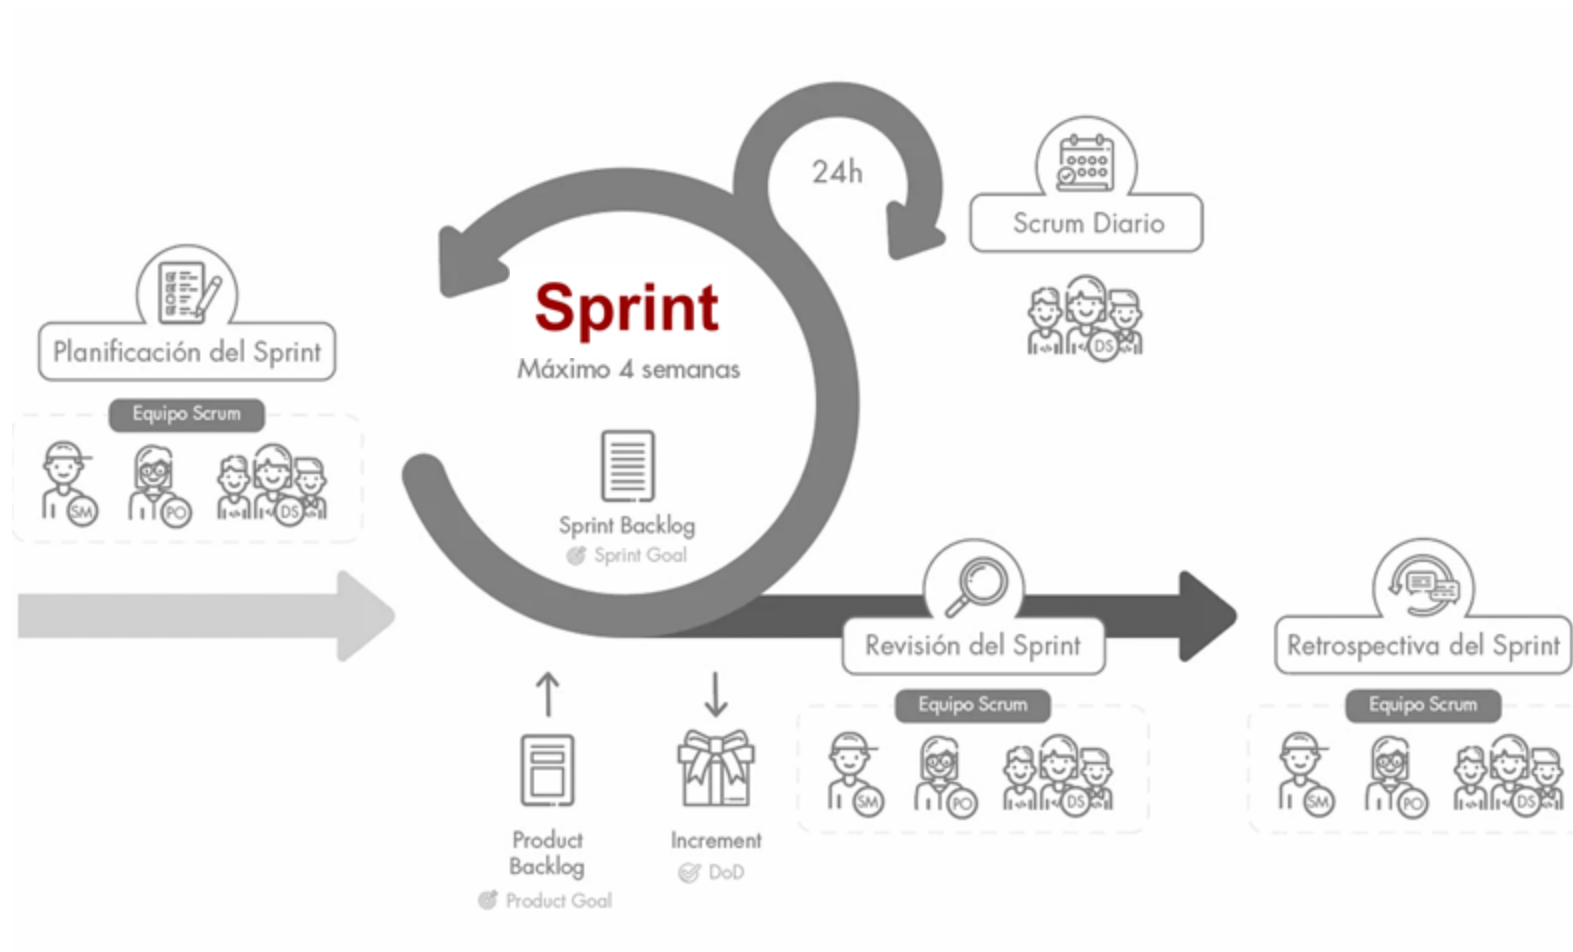 24h
Scrum Diario
DS
Sprint
Máximo 4 semanas
Planificación del Sprint
Equipo Scrum
SM
PO
DS
Sprint Backlog
Sprint Goal
Revisión del Sprint
Equipo Scrum
SM
PO
DS
Retrospectiva del Sprint
Equipo Scrum
SM
PO
DS
Product
Backlog
Product Goal
Increment
DoD